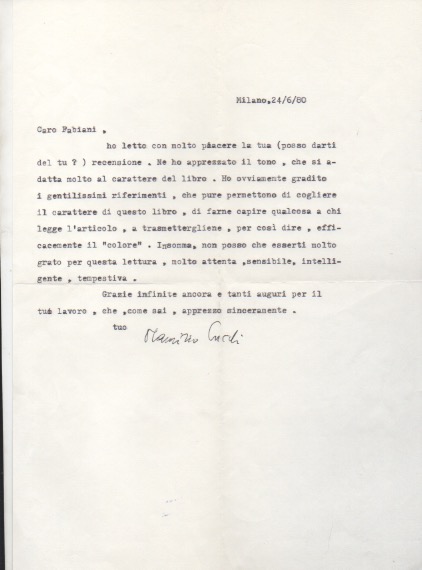 Milano,24/6/80
Caro Fabiani ,
ho letto con molto piacere la tua (posso darti
del tu ? ) recensione . Ne ho apprezzato il tono , che si a-
datta molto al carattere del libro . Ho ovviamente gradito
i gentilissimi riferimenti , che pure permettono di cogliere
il carattere di questo libro , di farne capire qualcosa a chi
legge l'articolo , a trasmettergliene , per così dire , effi-
cacemente il "colore" . Insomma, non posso che esserti molto
grato per questa lettura , molto attenta ,sensibile, intelli-
gente , tempestiva .
Grazie infinite ancora e tanti auguri per il
tuo lavoro , che ,come sai , apprezzo sinceramente .
tuo
Maurizio Cucchi